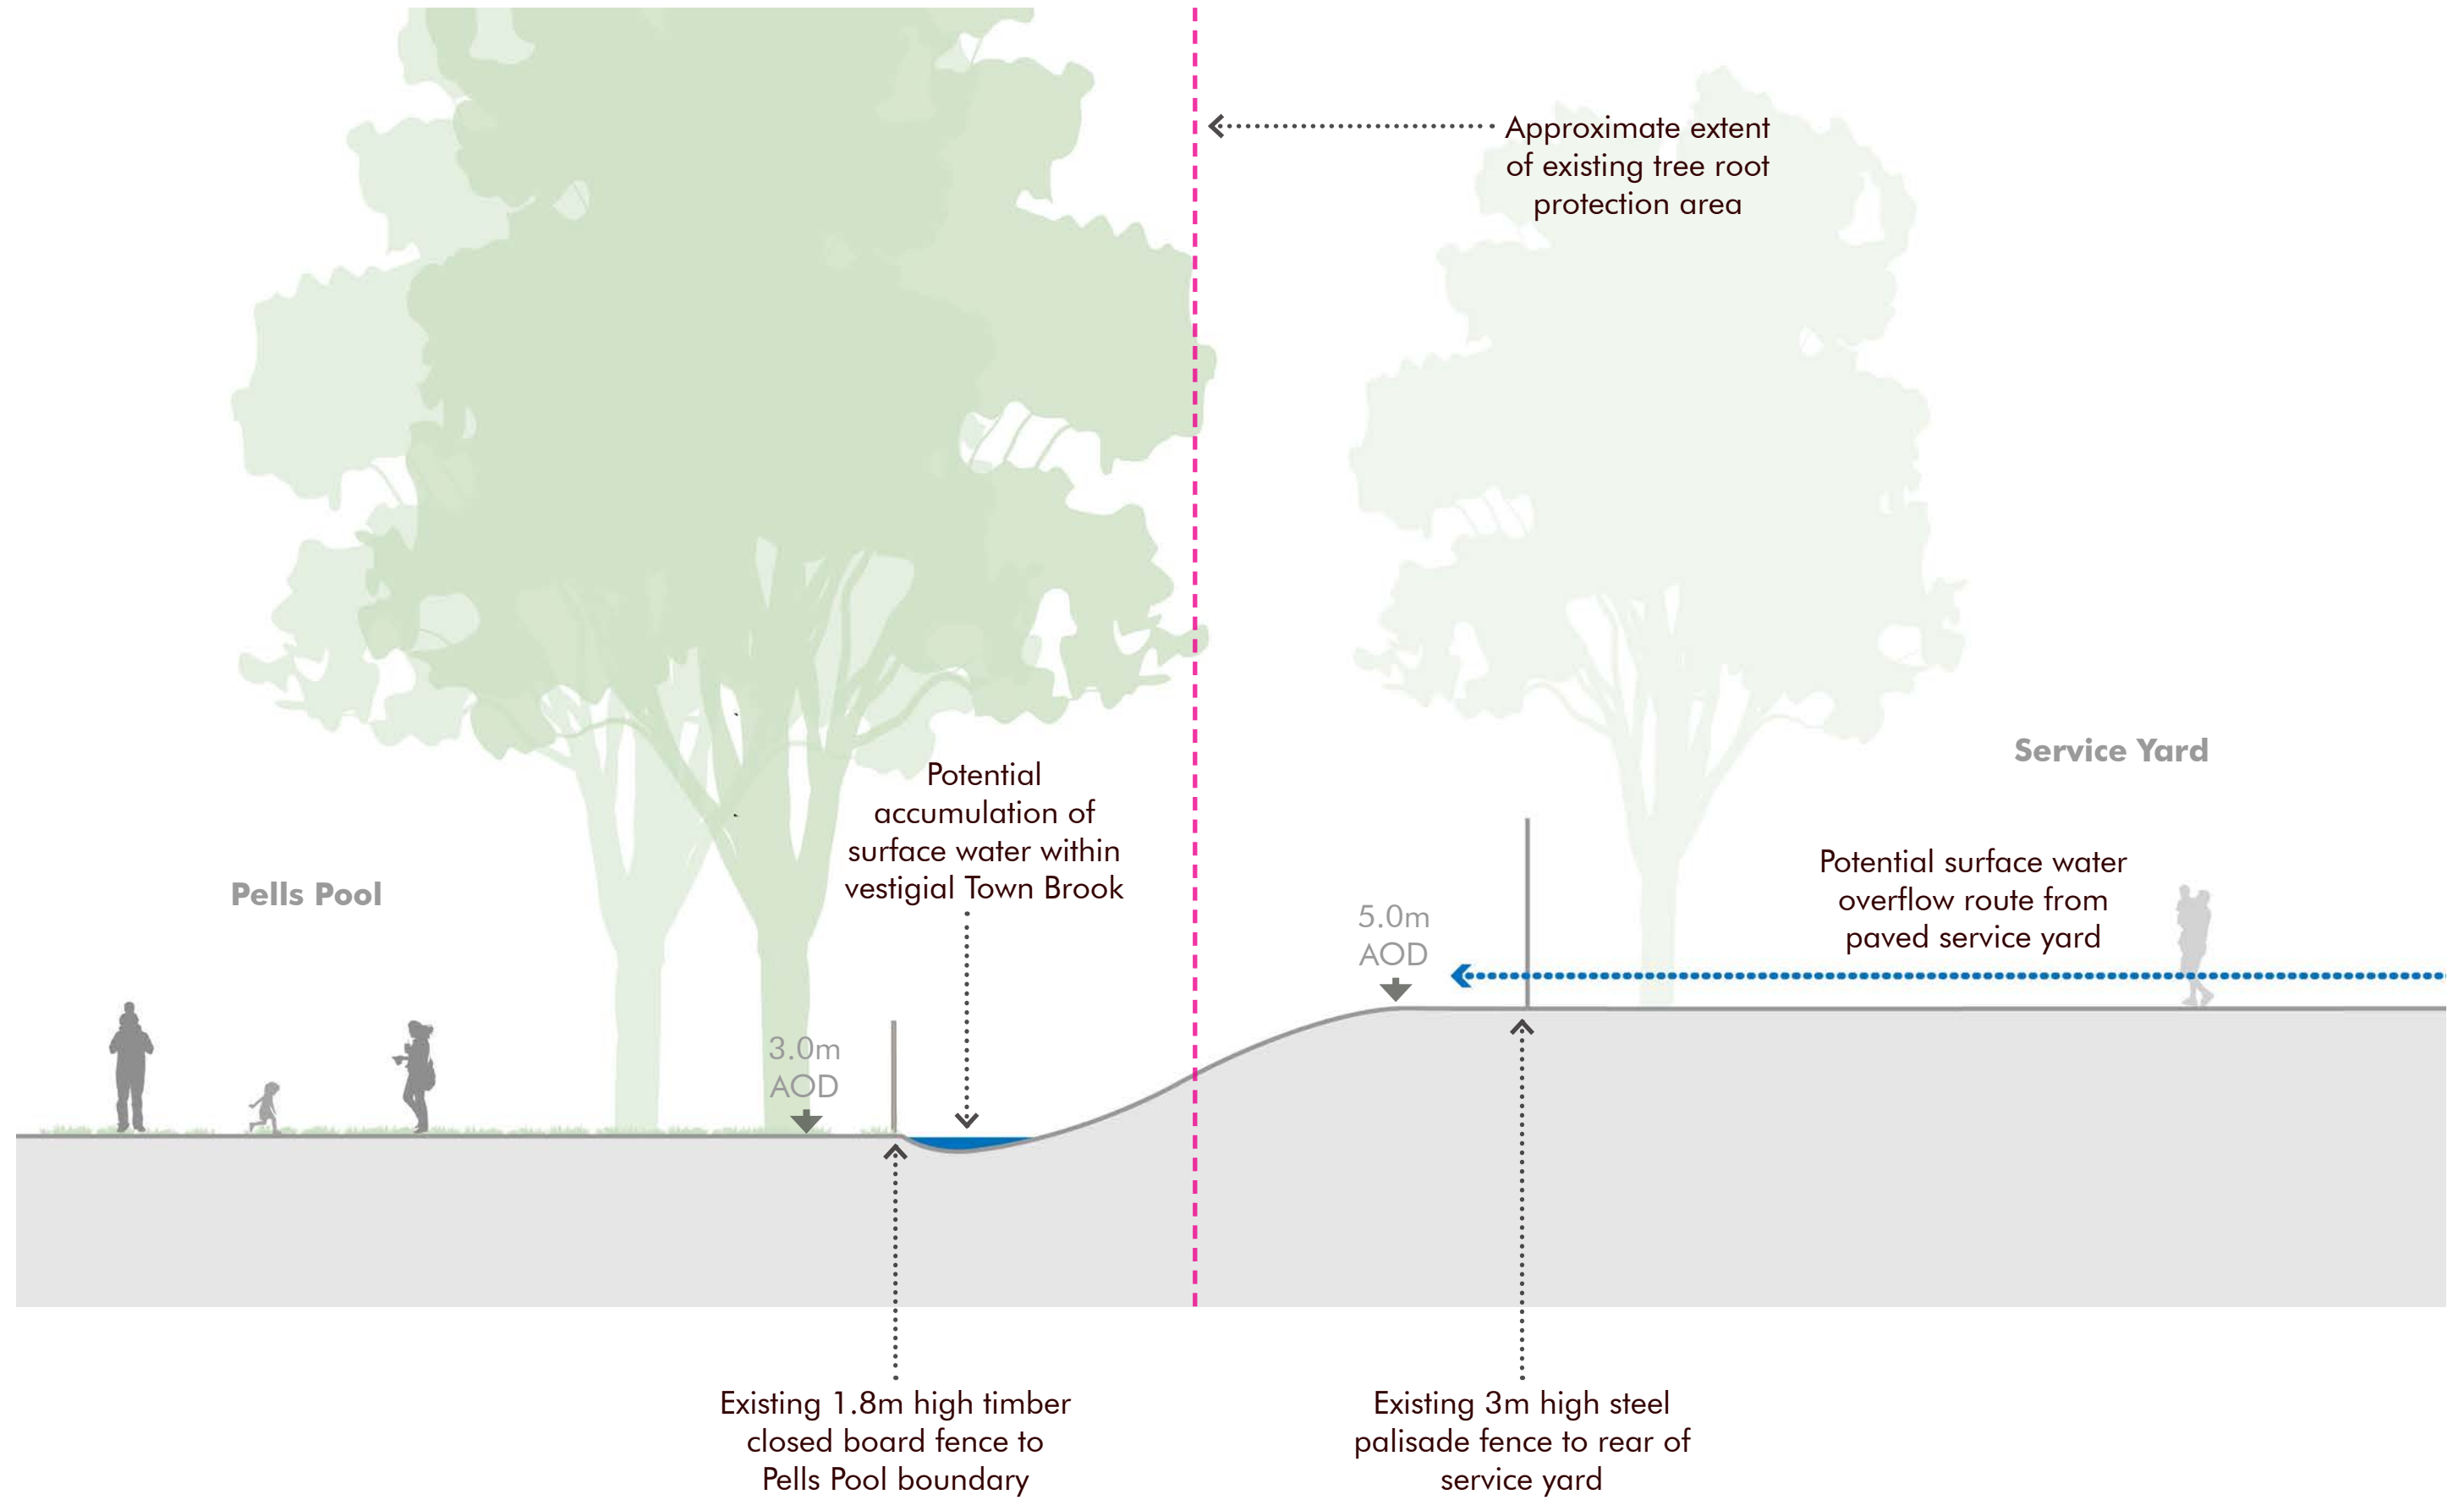 Approximate extent
of existing tree root
protection area
Service Yard
Potential
accumulation of
surface water within
vestigial Town Brook
Potential surface water
overflow route from
paved service yard
Pells Pool
5.0m
AOD
3.0m
AOD
Existing 1.8m high timber
closed board fence to
Pells Pool boundary
Existing 3m high steel
palisade fence to rear of
service yard